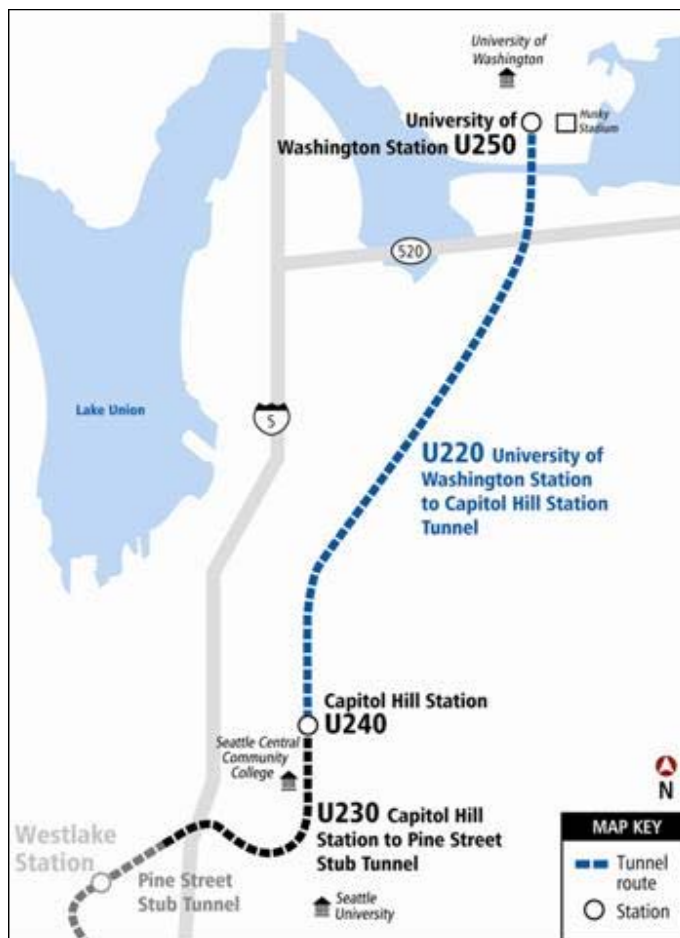 University of
Washington
University of
Washington Station U250
Husky
Stadium
520
Lake Union
5
U220 University of
Washington Station
to Capitol Hill Station
Tunnel
Capitol Hill Station
U240
Seattle Central
Community
College
U230 Capitol Hill
Station to Pine Street
Stub Tunnel
N
Westlake
Station
Pine Street
Stub Tunnel
Seattle
University
MAP KEY
Tunnel
route
Station